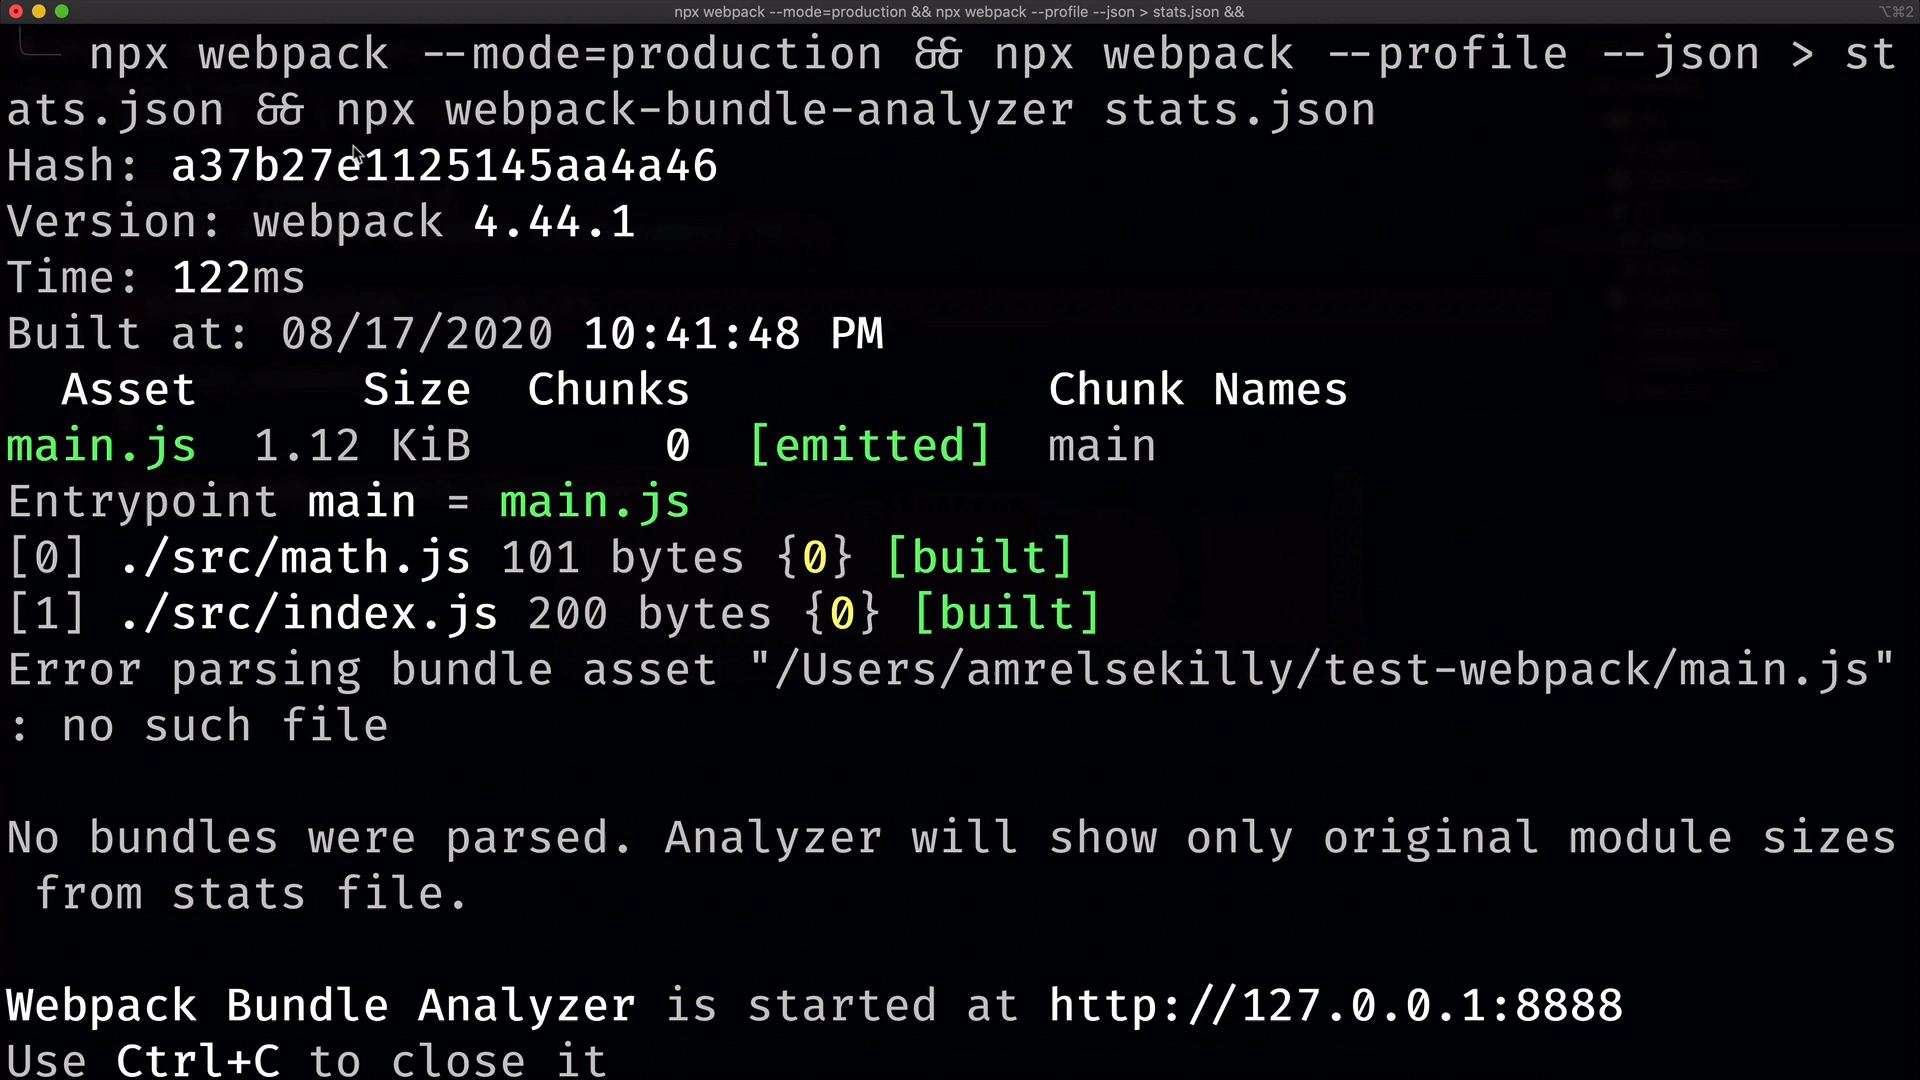 npx webpack --mode=production && npx webpack --profile --json > stats.json &&
⌥⌘2
npx webpack --mode=production && npx webpack --profile --json > st
ats.json && npx webpack-bundle-analyzer stats.json
Hash: a37b27e1125145aa4a46
Version: webpack 4.44.1
Time: 122ms
Built at: 08/17/2020 10:41:48 PM
Asset Size Chunks Chunk Names
main.js 1.12 KiB 0 [emitted] main
Entrypoint main = main.js
[0] ./src/math.js 101 bytes {0} [built]
[1] ./src/index.js 200 bytes {0} [built]
Error parsing bundle asset "/Users/amrelsekilly/test-webpack/main.js"
: no such file
No bundles were parsed. Analyzer will show only original module sizes
from stats file.
Webpack Bundle Analyzer is started at http://127.0.0.1:8888
Use Ctrl+C to close it